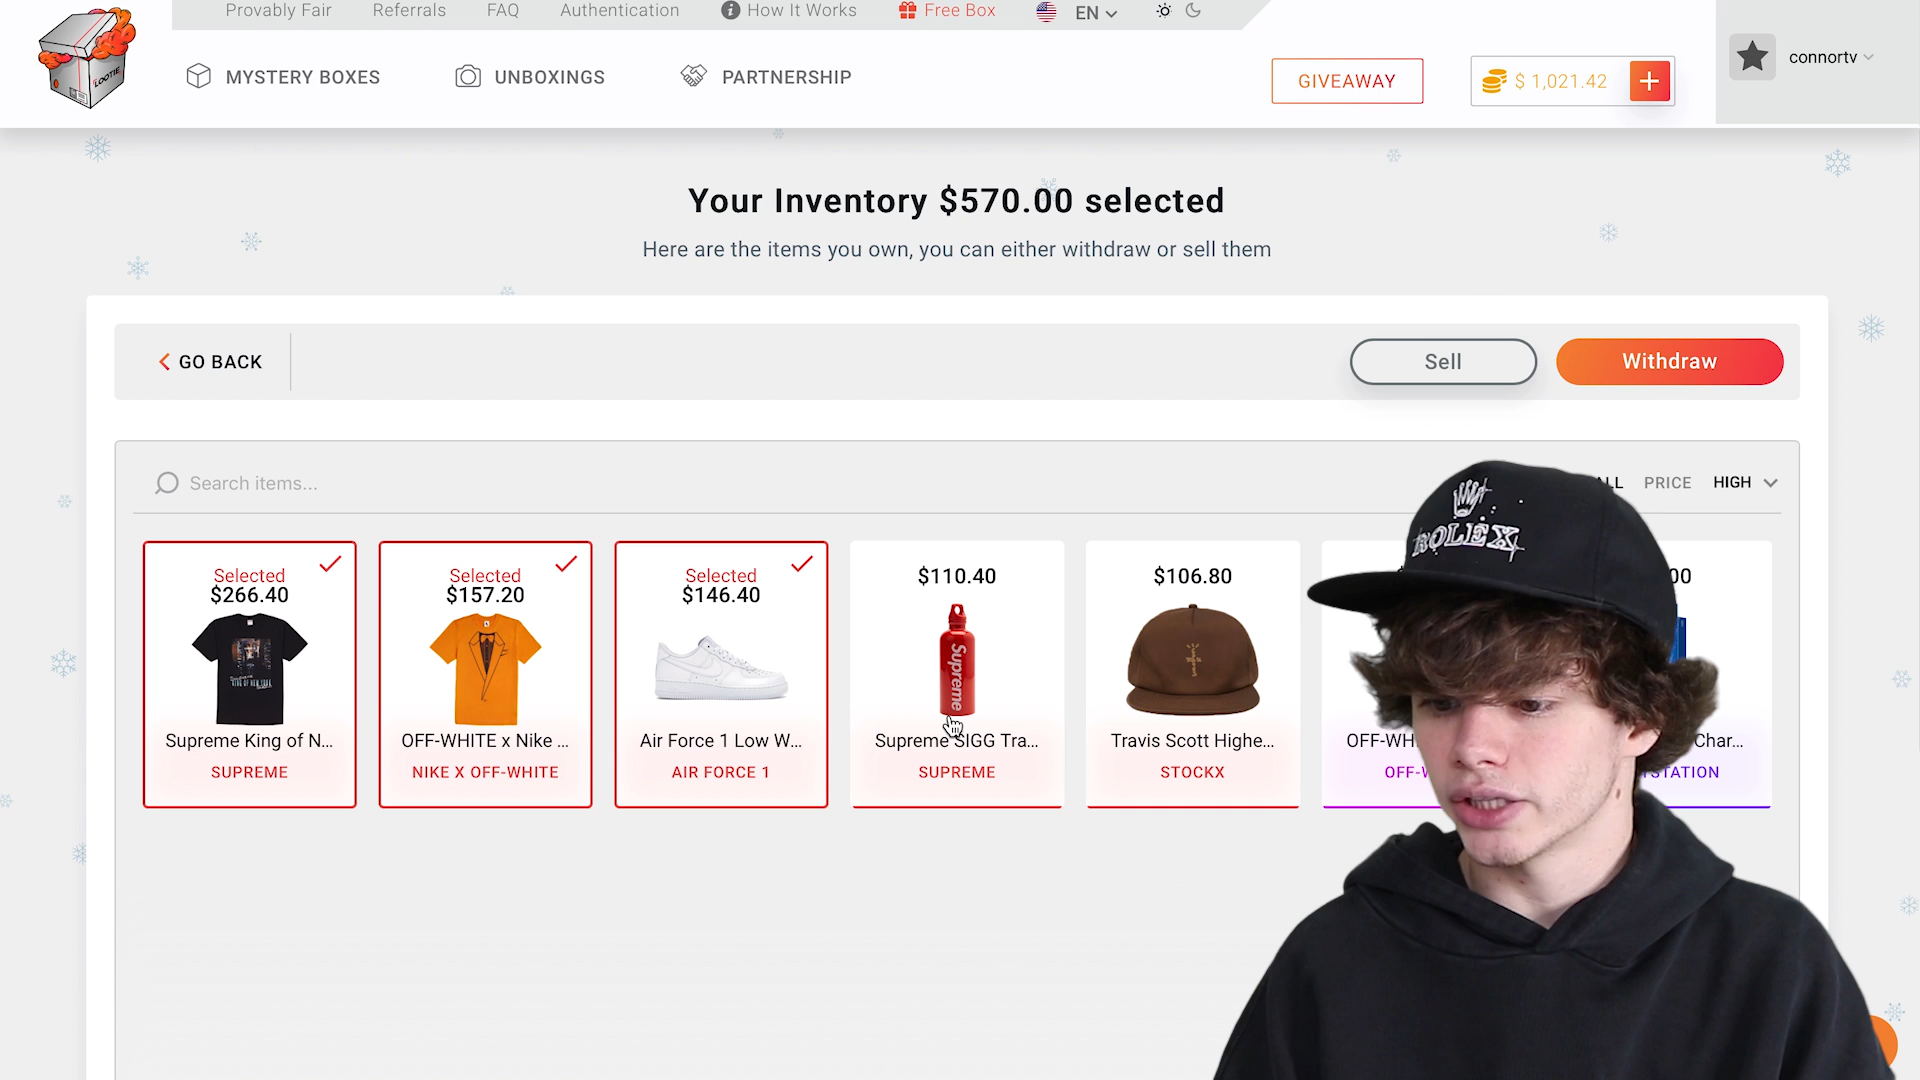 Provably Fair Referrals FAQ Authentication How It Works Free Box EN
LOOTIE
MYSTERY BOXES UNBOXINGS PARTNERSHIP
GIVEAWAY
$ 1,021.42
+
connortv
Your Inventory $570.00 selected
Here are the items you own, you can either withdraw or sell them
GO BACK
Sell
Withdraw
Search items...
PRICE HIGH
ROLEX
Selected
$266.40
Supreme King of N...
SUPREME
Selected
$157.20
OFF-WHITE x Nike ...
NIKE X OFF-WHITE
Selected
$146.40
Air Force 1 Low W...
AIR FORCE 1
$110.40
Supreme
Supreme SIGG Tra...
SUPREME
$106.80
Travis Scott Highe...
STOCKX